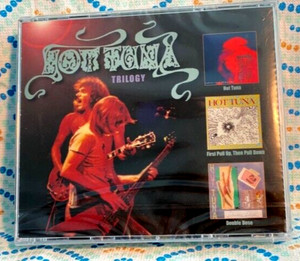 HOT TUNA
TRILOGY
Hot Tuna
HOT TUNA
First Pull Up, Then Pull Down
Double Dose